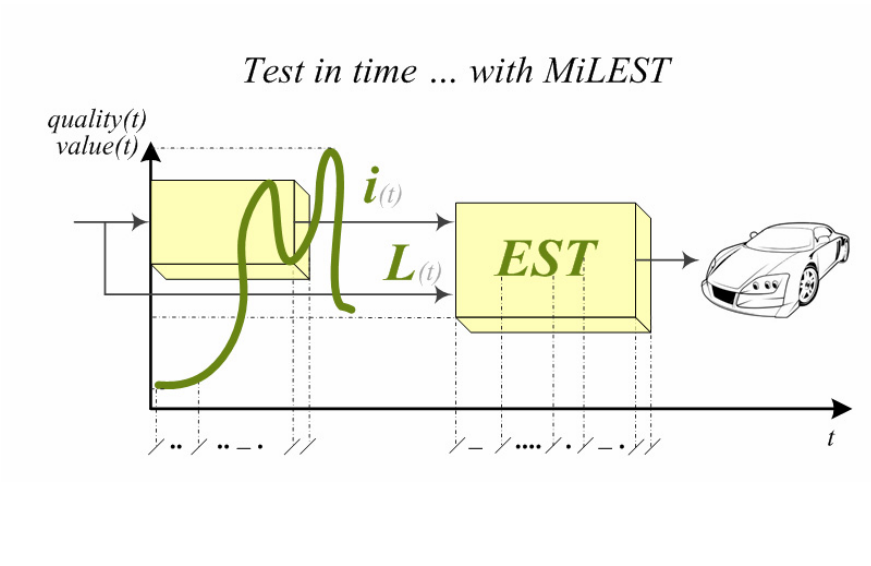 Test in time ... with MiLEST
quality(t)
value(t)
i(t)
L(t)
EST
t
/ .. / .. _ . / /
/ _ / .... / . / _ . / /